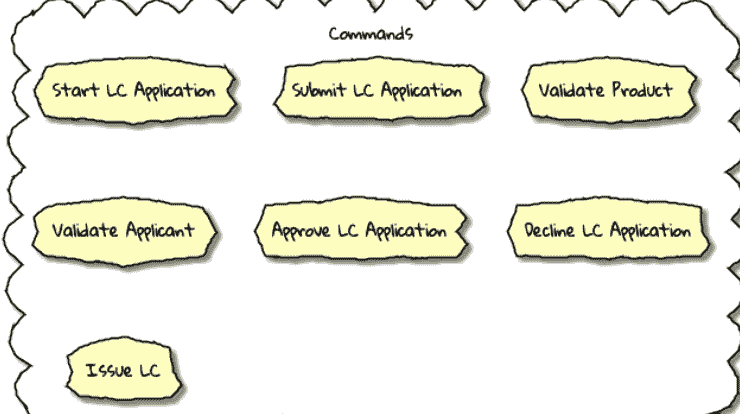 Commands
Start LC Application
Submit LC Application
Validate Product
Validate Applicant
Approve LC Application
Decline LC Application
Issue LC